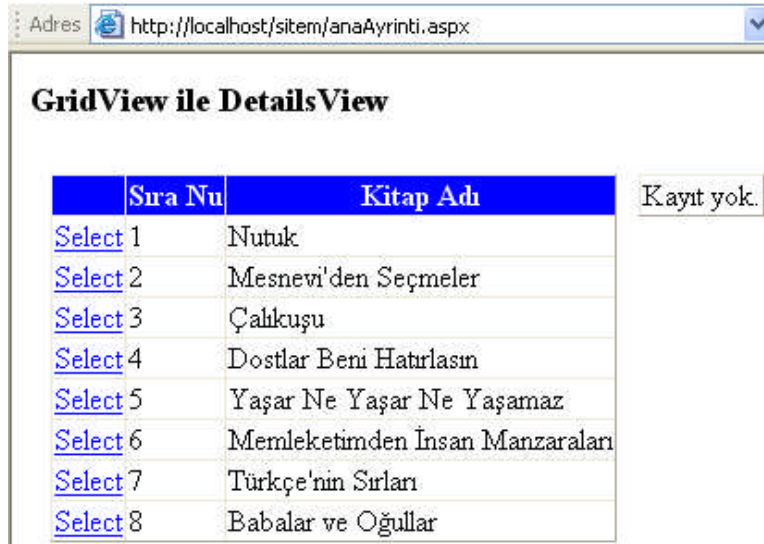 Adres http://localhost/sitem/anaAyrinti.aspx
GridView ile DetailsView
Sıra Nu Kitap Adı Kayıt yok.
Select 1 Nutuk
Select 2 Mesnevi'den Seçmeler
Select 3 Çalıkuşu
Select 4 Dostlar Beni Hatırlasın
Select 5 Yaşar Ne Yaşar Ne Yaşamaz
Select 6 Memleketimden İnsan Manzaraları
Select 7 Türkçe'nin Sırları
Select 8 Babalar ve Oğullar